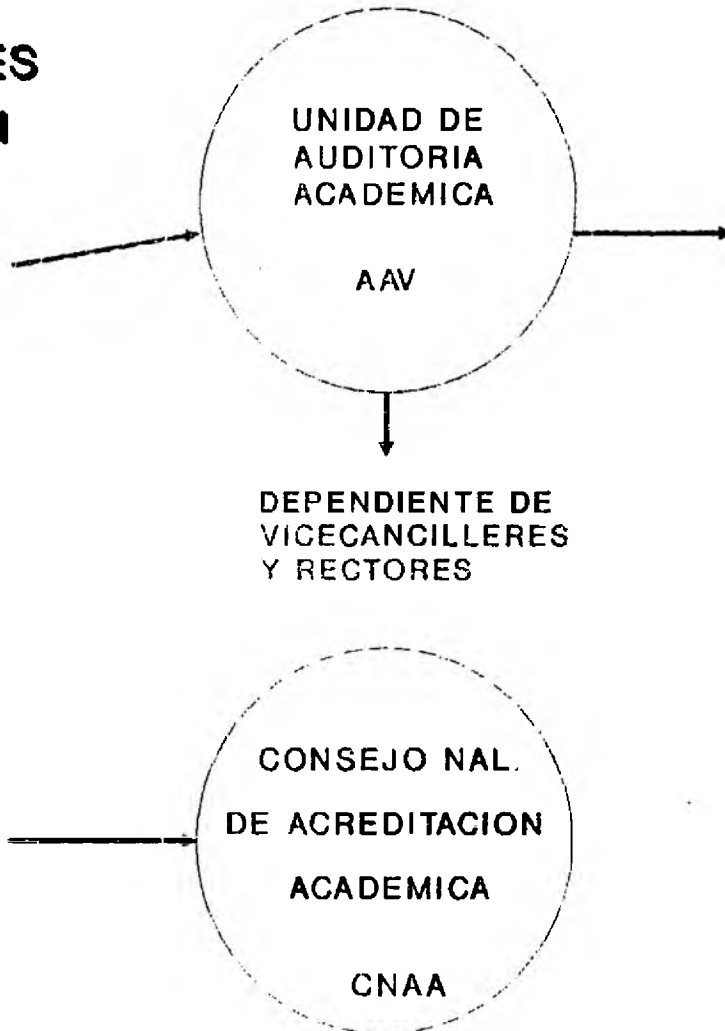 UNIDAD DE
AUDITORIA
ACADEMICA
AAV
DEPENDIENTE DE
VICECANCILLERES
Y RECTORES
CONSEJO NAL.
DE ACREDITACION
ACADEMICA
CNAA